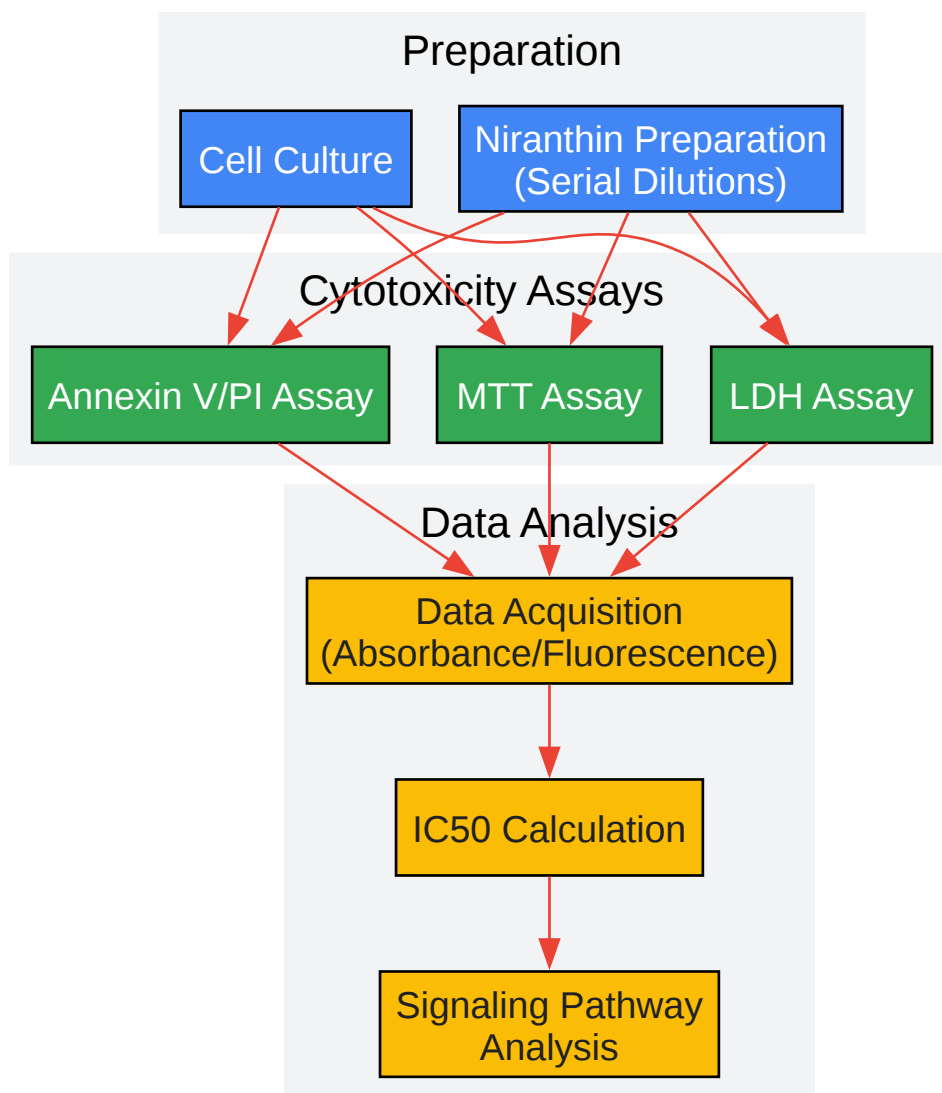 Preparation
Cell Culture
Niranthin Preparation
(Serial Dilutions)
Cytotoxicity Assays
Annexin V/PI Assay
MTT Assay
LDH Assay
Data Analysis
Data Acquisition
(Absorbance/Fluorescence)
IC50 Calculation
Signaling Pathway
Analysis